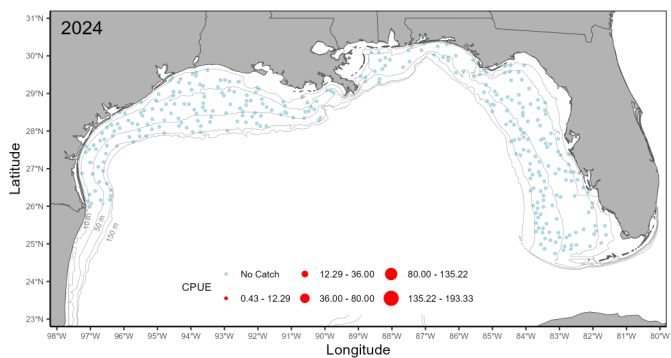 2024
31°N
30°N
29°N
28°N
27°N
26°N
25°N
24°N
23°N
Latitude
10 m
50 m
150 m
CPUE
No Catch
12.29 - 36.00
80.00 - 135.22
0.43 - 12.29
36.00 - 80.00
135.22 - 193.33
98°W 97°W 96°W 95°W 94°W 93°W 92°W 91°W 90°W 89°W 88°W 87°W 86°W 85°W 84°W 83°W 82°W 81°W 80°W
Longitude